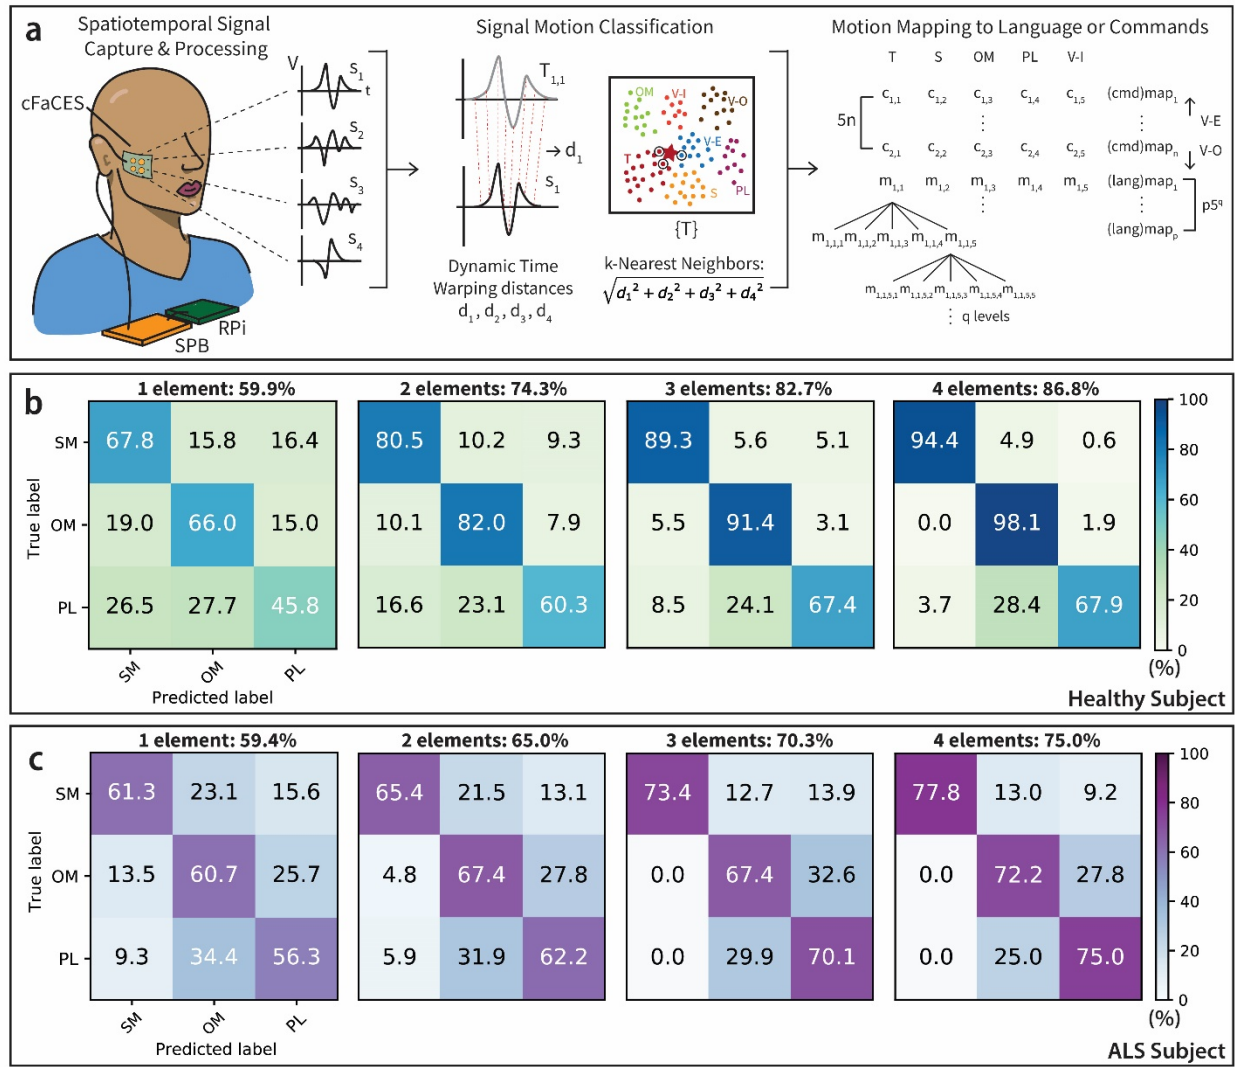 a
Spatiotemporal Signal
Capture & Processing
cFaCES
V
S1
t
S2
S3
S4
RPi
SPB
Signal Motion Classification
T1,1
→ d1
S1
Dynamic Time
Warping distances
d1, d2, d3, d4
OM
V-I
V-O
T
V-E
S
PL
{T}
k-Nearest Neighbors:
√d1² + d2² + d3² + d4²
Motion Mapping to Language or Commands
T S OM PL V-I
5n
c1,1 c1,2 c1,3 c1,4 c1,5 (cmd)map1
V-E
⋮ ⋮
c2,1 c2,2 c2,3 c2,4 c2,5 (cmd)mapn
V-O
m1,1 m1,2 m1,3 m1,4 m1,5 (lang)map1
⋮ ⋮
p5q
(lang)mapp
m1,1,1 m1,1,2 m1,1,3 m1,1,4 m1,1,5
m1,1,5,1 m1,1,5,2 m1,1,5,3 m1,1,5,4 m1,1,5,5
⋮ q levels
b
1 element: 59.9% 2 elements: 74.3% 3 elements: 82.7% 4 elements: 86.8%
True label
SM 67.8 15.8 16.4 80.5 10.2 9.3 89.3 5.6 5.1 94.4 4.9 0.6
OM 19.0 66.0 15.0 10.1 82.0 7.9 5.5 91.4 3.1 0.0 98.1 1.9
PL 26.5 27.7 45.8 16.6 23.1 60.3 8.5 24.1 67.4 3.7 28.4 67.9
SM OM PL
Predicted label
100
80
60
40
20
0
(%)
Healthy Subject
c
1 element: 59.4% 2 elements: 65.0% 3 elements: 70.3% 4 elements: 75.0%
True label
SM 61.3 23.1 15.6 65.4 21.5 13.1 73.4 12.7 13.9 77.8 13.0 9.2
OM 13.5 60.7 25.7 4.8 67.4 27.8 0.0 67.4 32.6 0.0 72.2 27.8
PL 9.3 34.4 56.3 5.9 31.9 62.2 0.0 29.9 70.1 0.0 25.0 75.0
SM OM PL
Predicted label
100
80
60
40
20
0
(%)
ALS Subject